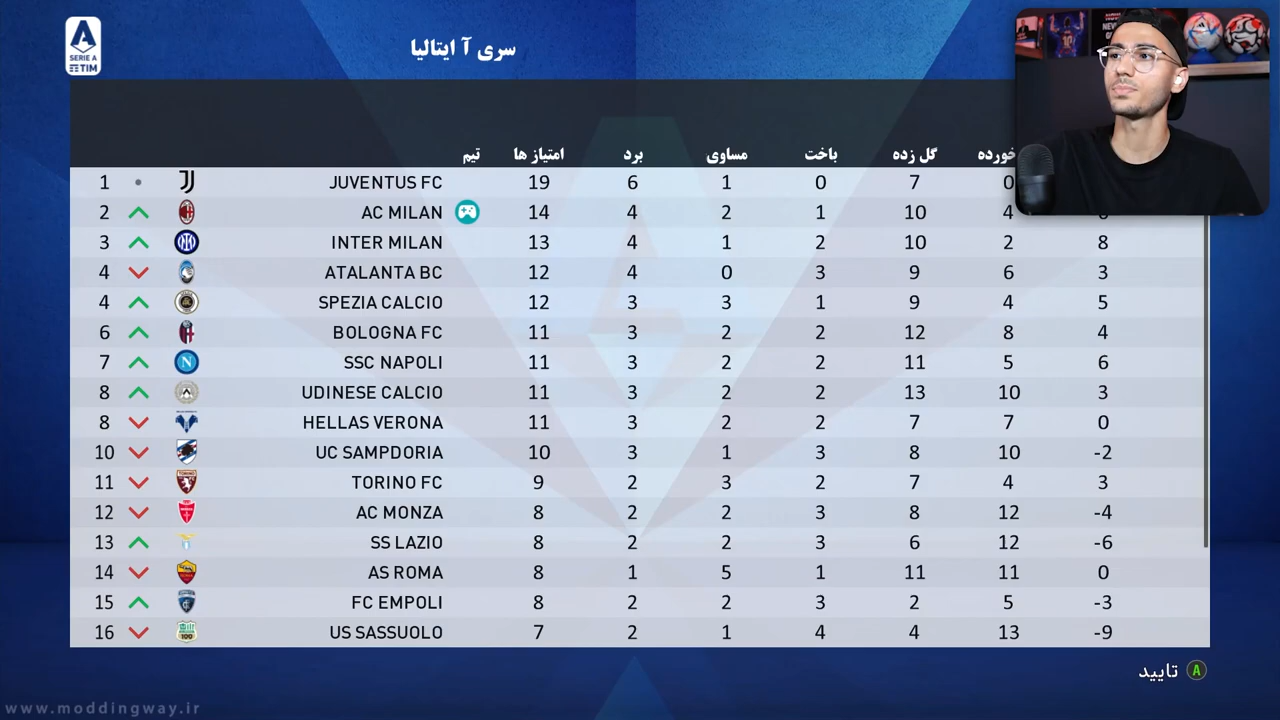 SERIE A
TIM
سری آ ایتالیا
تیم امتیاز ها برد مساوی باخت گل زده خورده
1 JUVENTUS FC 19 6 1 0 7 0
2 AC MILAN 14 4 2 1 10 4
3 INTER MILAN 13 4 1 2 10 2 8
4 ATALANTA BC 12 4 0 3 9 6 3
4 SPEZIA CALCIO 12 3 3 1 9 4 5
6 BOLOGNA FC 11 3 2 2 12 8 4
7 SSC NAPOLI 11 3 2 2 11 5 6
8 UDINESE CALCIO 11 3 2 2 13 10 3
8 HELLAS VERONA 11 3 2 2 7 7 0
10 UC SAMPDORIA 10 3 1 3 8 10 -2
11 TORINO FC 9 2 3 2 7 4 3
12 AC MONZA 8 2 2 3 8 12 -4
13 SS LAZIO 8 2 2 3 6 12 -6
14 AS ROMA 8 1 5 1 11 11 0
15 FC EMPOLI 8 2 2 3 2 5 -3
16 US SASSUOLO 7 2 1 4 4 13 -9
تایید A
www.moddingway.ir